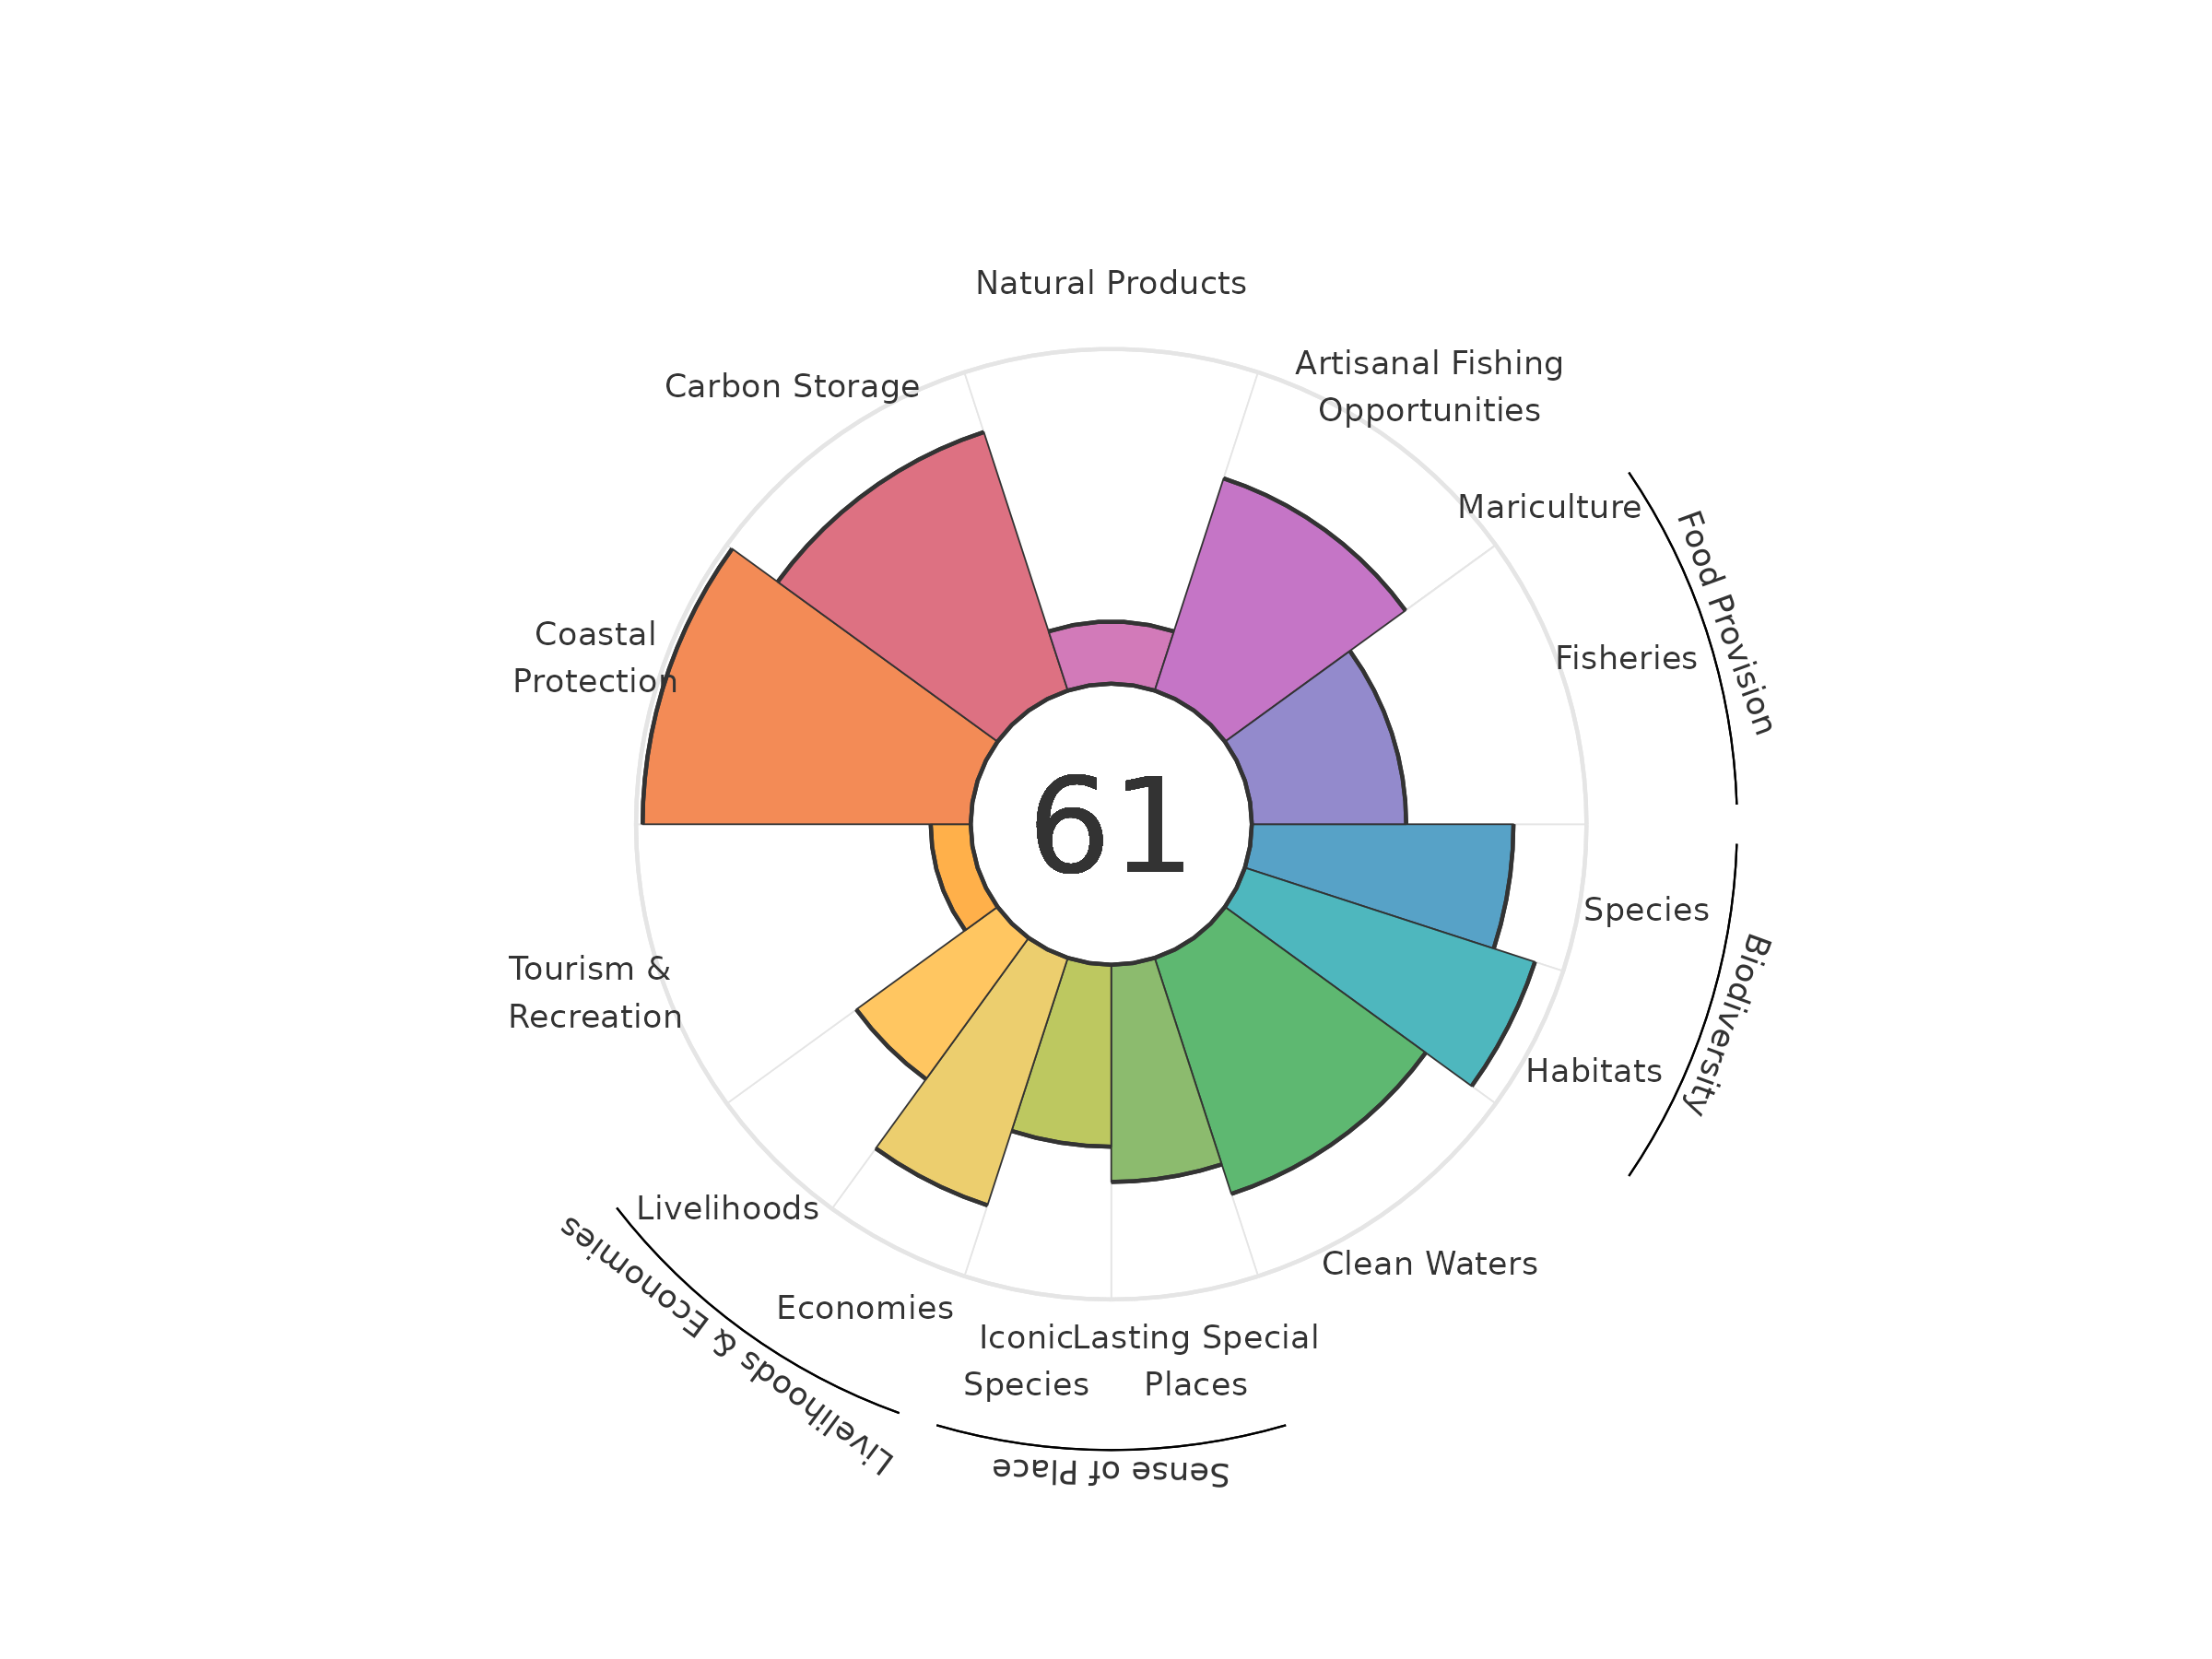 Natural Products
Artisanal Fishing
Opportunities
Carbon Storage
Mariculture
Food Provision
Coastal
Protection
Fisheries
61
Species
Biodiversity
Tourism &
Recreation
Habitats
Livelihoods
Clean Waters
Livelihoods & Economies
Economies
Iconic
Species
Lasting Special
Places
Sense of Place